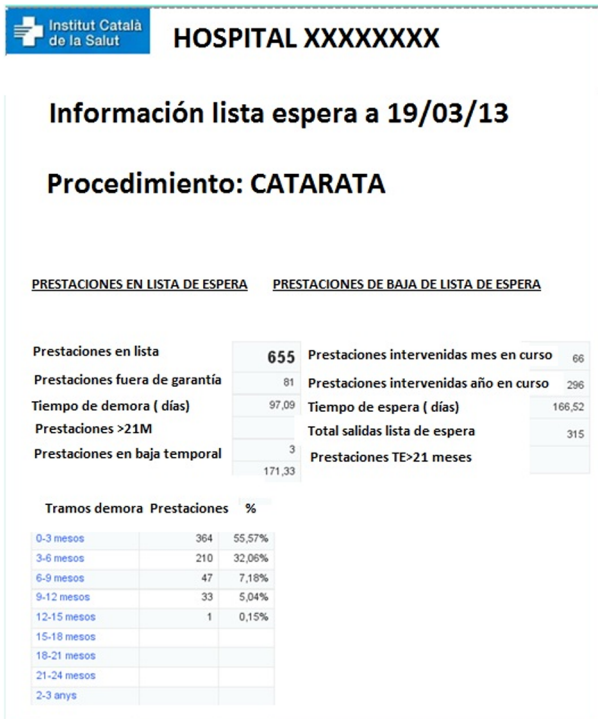 Institut Català
de la Salut
HOSPITAL XXXXXXXX
Información lista espera a 19/03/13
Procedimiento: CATARATA
PRESTACIONES EN LISTA DE ESPERA
PRESTACIONES DE BAJA DE LISTA DE ESPERA
Prestaciones en lista 655
Prestaciones fuera de garantía 81
Tiempo de demora ( días) 97,09
Prestaciones >21M
Prestaciones en baja temporal 3
171,33
Prestaciones intervenidas mes en curso 66
Prestaciones intervenidas año en curso 296
Tiempo de espera ( días) 166,52
Total salidas lista de espera 315
Prestaciones TE>21 meses
Tramos demora Prestaciones %
0-3 mesos 364 55,57%
3-6 mesos 210 32,06%
6-9 mesos 47 7,18%
9-12 mesos 33 5,04%
12-15 mesos 1 0,15%
15-18 mesos
18-21 mesos
21-24 mesos
2-3 anys